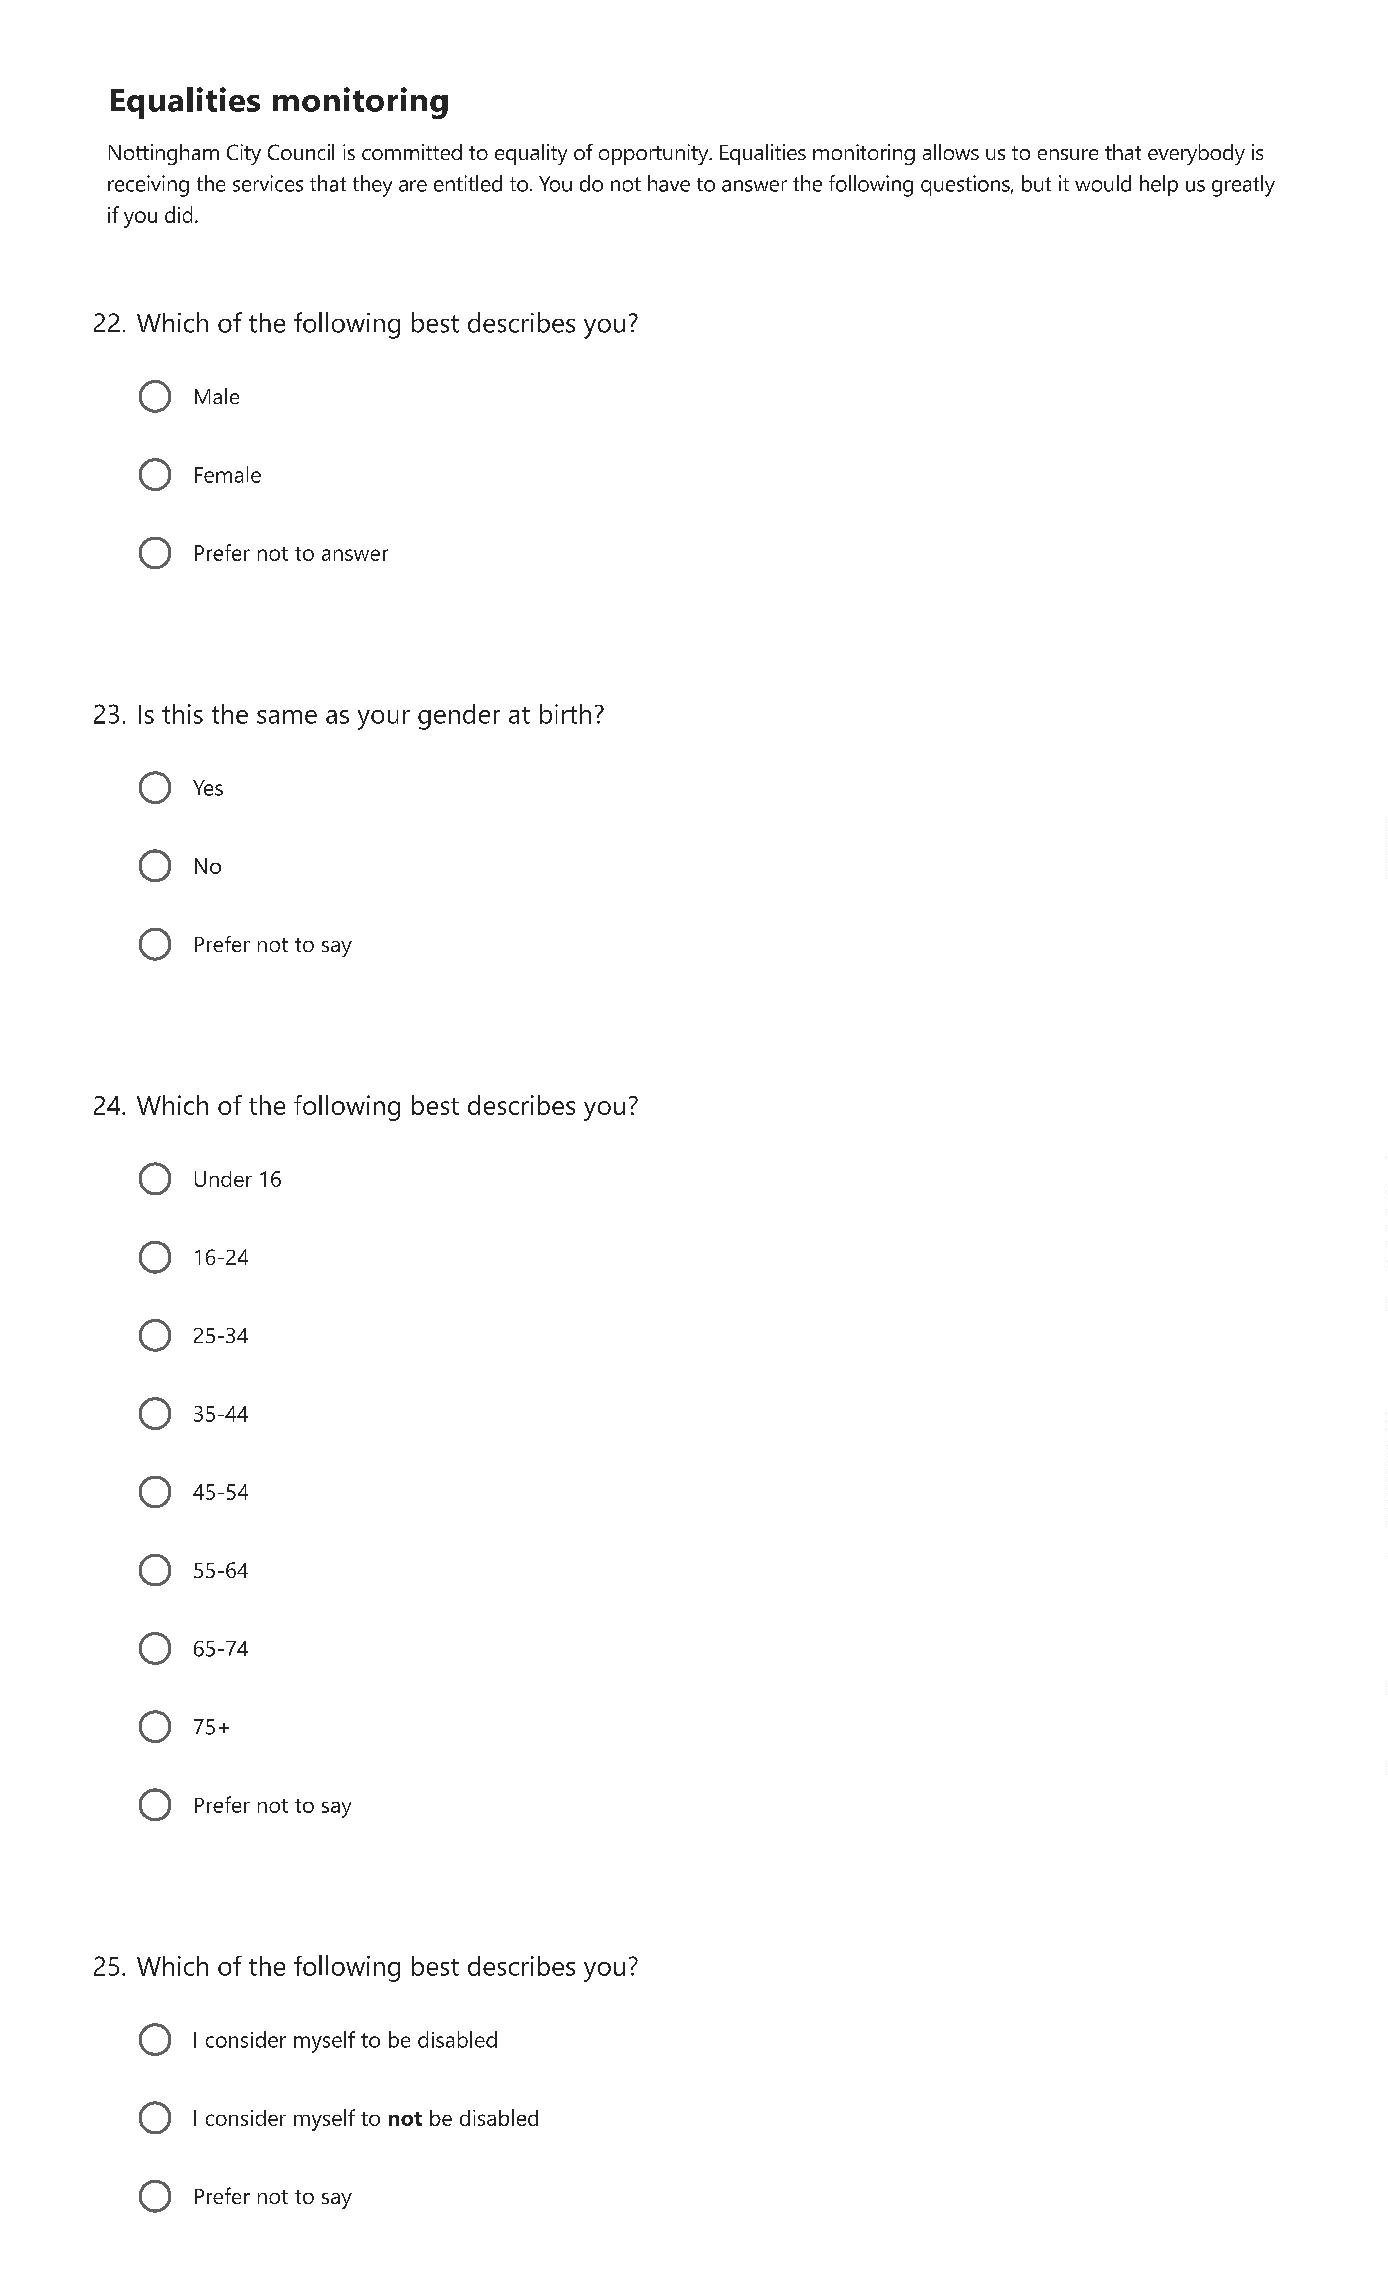 Equalities monitoring
Nottingham City Council is committed to equality of opportunity. Equalities monitoring allows us to ensure that everybody is
receiving the services that they are entitled to. You do not have to answer the following questions, but it would help us greatly
if you did.
22. Which of the following best describes you?
Male
Female
Prefer not to answer
23. Is this the same as your gender at birth?
Yes
No
Prefer not to say
24. Which of the following best describes you?
Under 16
16-24
25-34
35-44
45-54
55-64
65-74
75+
Prefer not to say
25. Which of the following best describes you?
I consider myself to be disabled
I consider myself to not be disabled
Prefer not to say